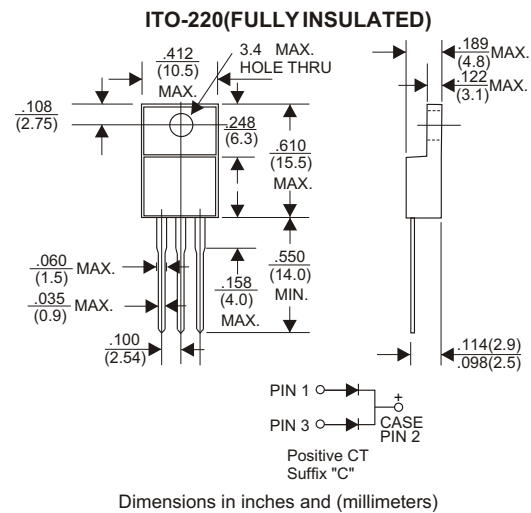 ITO-220(FULLY INSULATED)
.412
(10.5)
MAX.
3.4 MAX.
HOLE THRU
.189
(4.8)
MAX.
.122
(3.1)
MAX.
.108
(2.75)
.248
(6.3)
.610
(15.5)
MAX.
.060
(1.5)
MAX.
.035
(0.9)
MAX.
.158
(4.0)
MAX.
.550
(14.0)
MIN.
.100
(2.54)
.114(2.9)
.098(2.5)
PIN 1
PIN 3
+
CASE
PIN 2
Positive CT
Suffix "C"
Dimensions in inches and (millimeters)